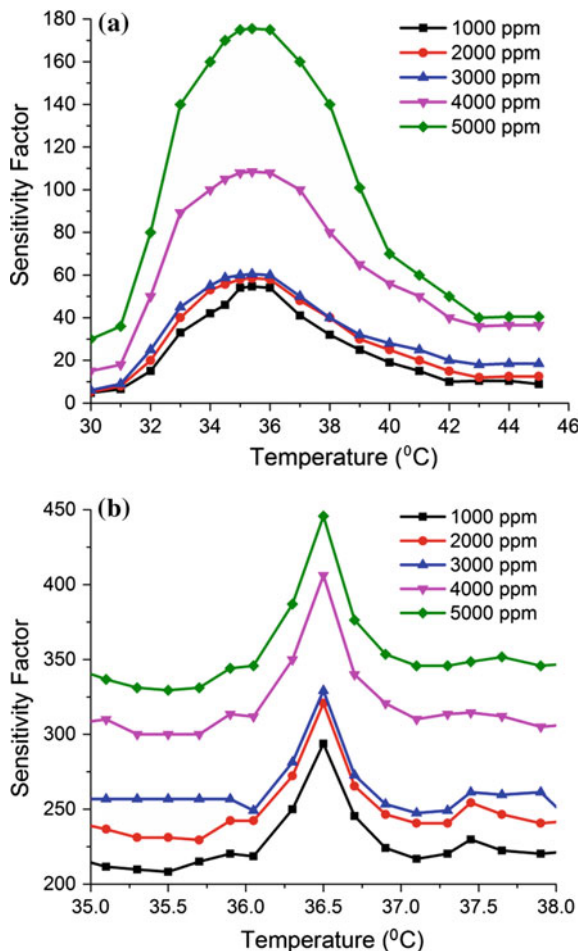 (a)
1000 ppm
2000 ppm
3000 ppm
4000 ppm
5000 ppm
180
160
140
120
100
80
60
40
20
0
Sensitivity Factor
30 32 34 36 38 40 42 44 46
Temperature (⁰C)
(b)
1000 ppm
2000 ppm
3000 ppm
4000 ppm
5000 ppm
450
400
350
300
250
200
Sensitivity Factor
35.0 35.5 36.0 36.5 37.0 37.5 38.0
Temperature (⁰C)